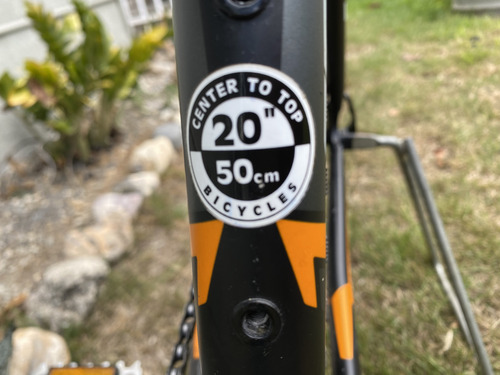 CENTER TO TOP
20"
50cm
BICYCLES